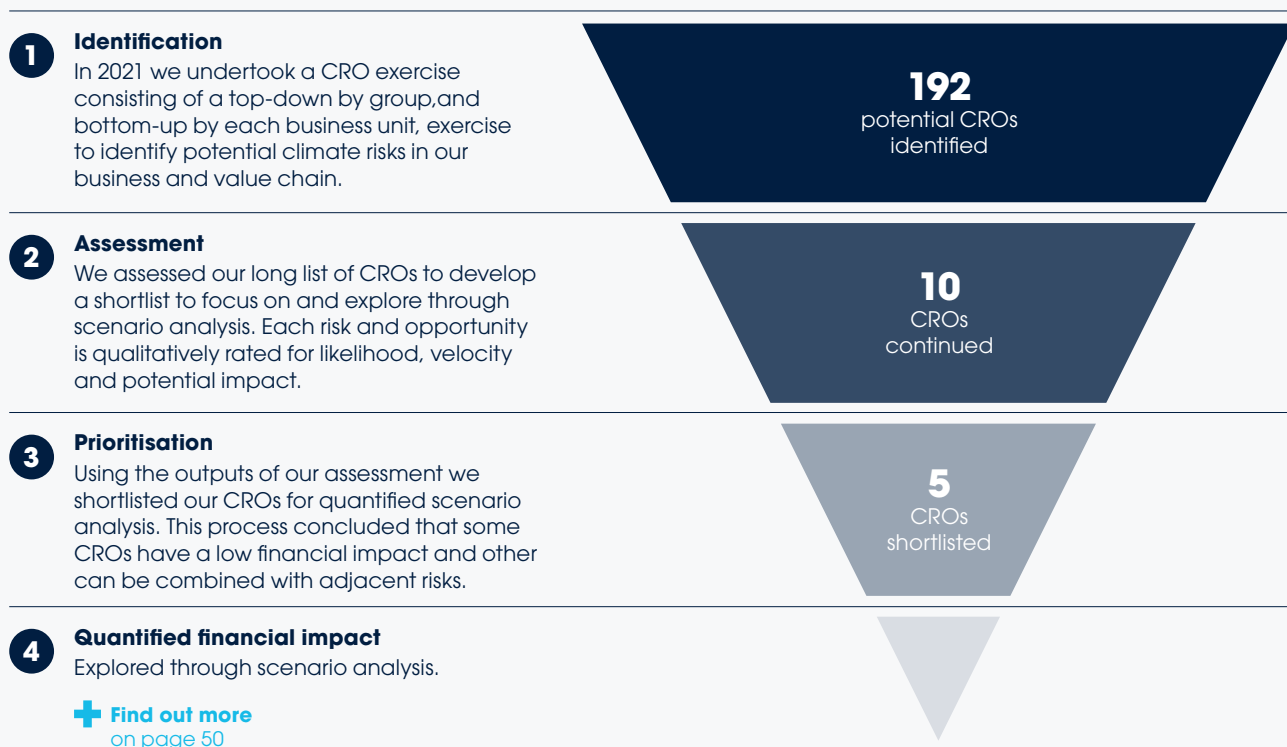 1
Identification
In 2021 we undertook a CRO exercise
consisting of a top-down by group,and
bottom-up by each business unit, exercise
to identify potential climate risks in our
business and value chain.
192
potential CROs
identified
2
Assessment
We assessed our long list of CROs to develop
a shortlist to focus on and explore through
scenario analysis. Each risk and opportunity
is qualitatively rated for likelihood, velocity
and potential impact.
10
CROs
continued
3
Prioritisation
Using the outputs of our assessment we
shortlisted our CROs for quantified scenario
analysis. This process concluded that some
CROs have a low financial impact and other
can be combined with adjacent risks.
5
CROs
shortlisted
4
Quantified financial impact
Explored through scenario analysis.
Find out more
on page 50